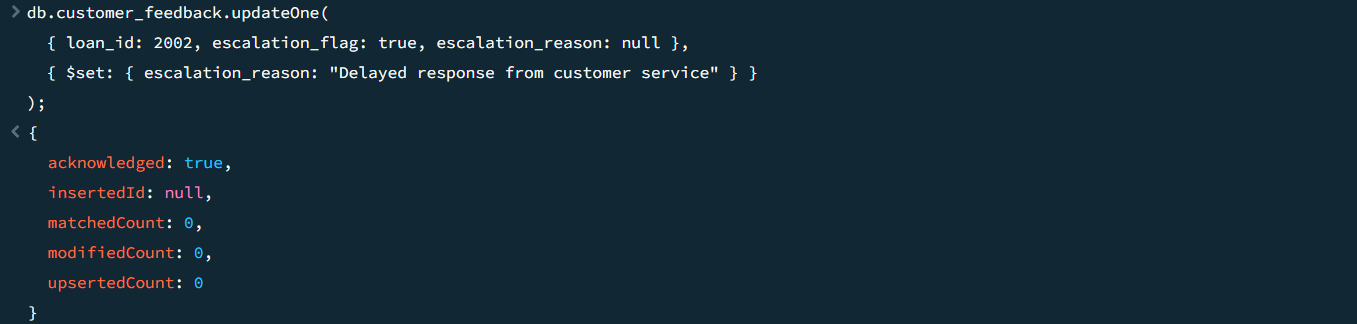 > db.customer_feedback.updateOne(
{ loan_id: 2002, escalation_flag: true, escalation_reason: null },
{ $set: { escalation_reason: "Delayed response from customer service" } }
);
< {
acknowledged: true,
insertedId: null,
matchedCount: 0,
modifiedCount: 0,
upsertedCount: 0
}